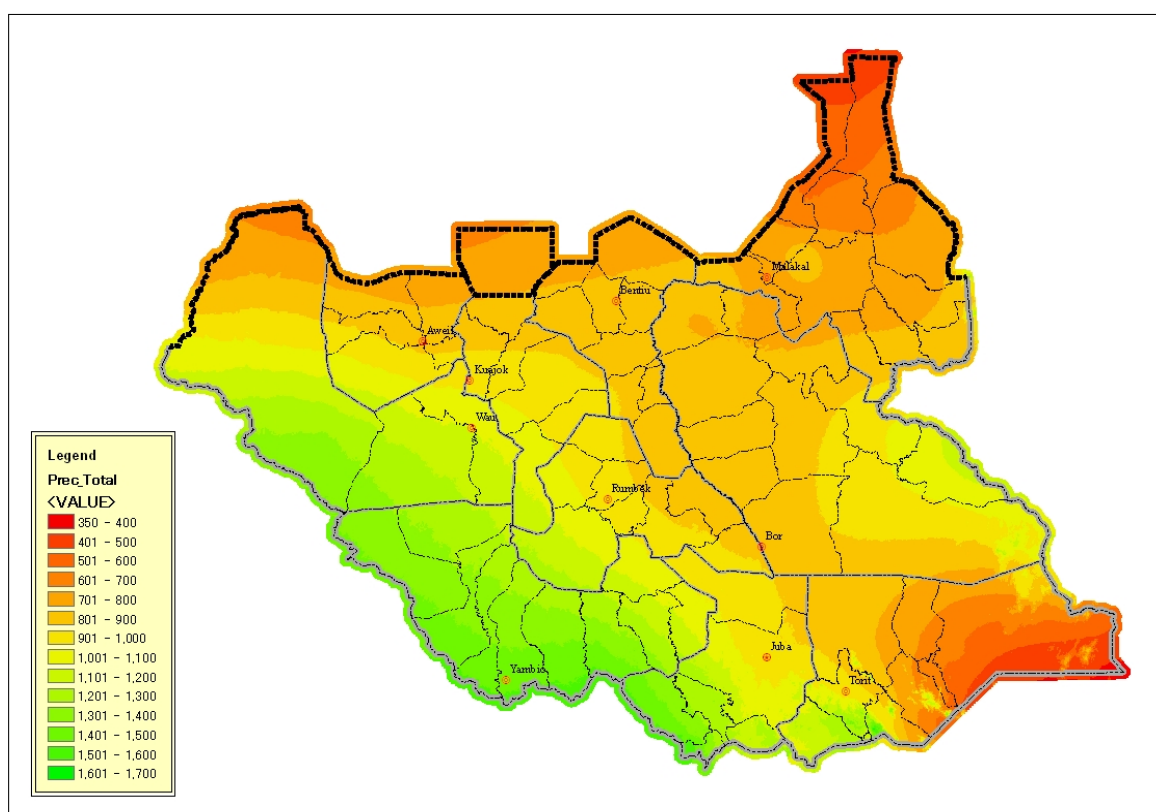 Malakal
Bentiu
Aweil
Kuajok
Wau
Rumbek
Bor
Juba
Torit
Yambio
Legend
Prec_Total
<VALUE>
350 - 400
401 - 500
501 - 600
601 - 700
701 - 800
801 - 900
901 - 1,000
1,001 - 1,100
1,101 - 1,200
1,201 - 1,300
1,301 - 1,400
1,401 - 1,500
1,501 - 1,600
1,601 - 1,700